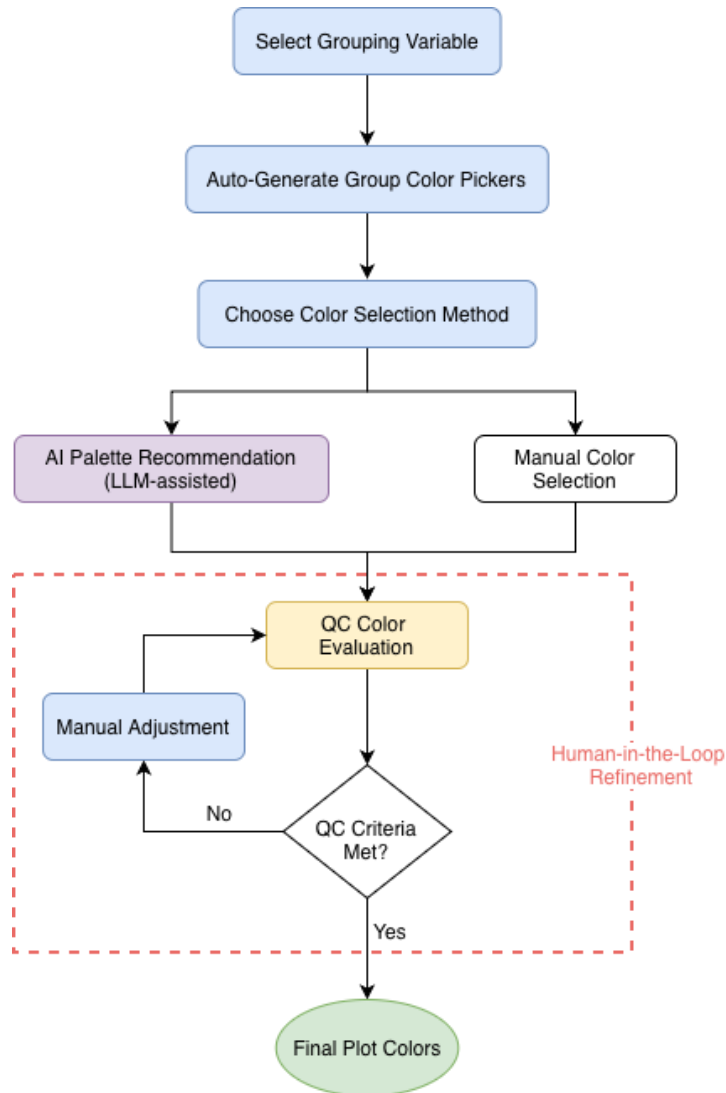 Select Grouping Variable
Auto-Generate Group Color Pickers
Choose Color Selection Method
AI Palette Recommendation
(LLM-assisted)
Manual Color
Selection
QC Color
Evaluation
Manual Adjustment
Human-in-the-Loop
Refinement
No
QC Criteria
Met?
Yes
Final Plot Colors